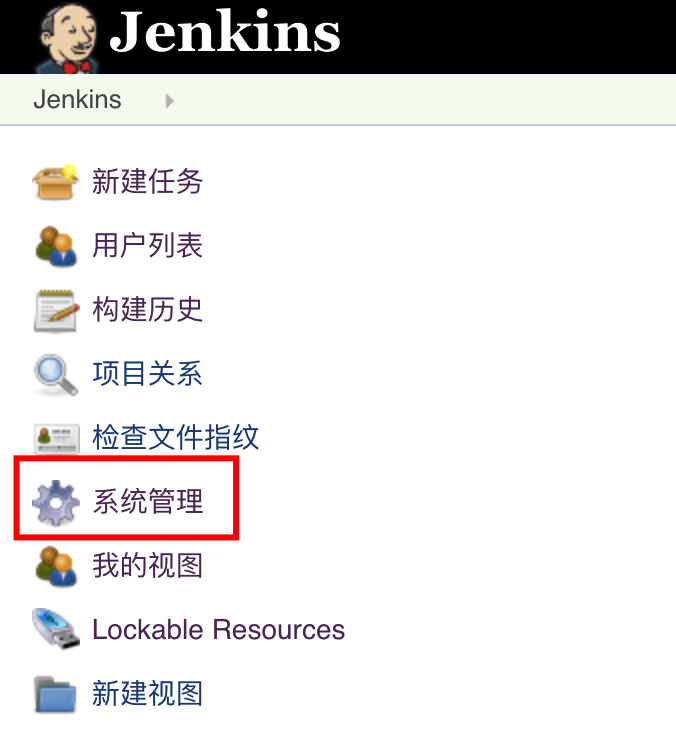 Jenkins
Jenkins
新建任务
用户列表
构建历史
项目关系
检查文件指纹
系统管理
我的视图
Lockable Resources
新建视图